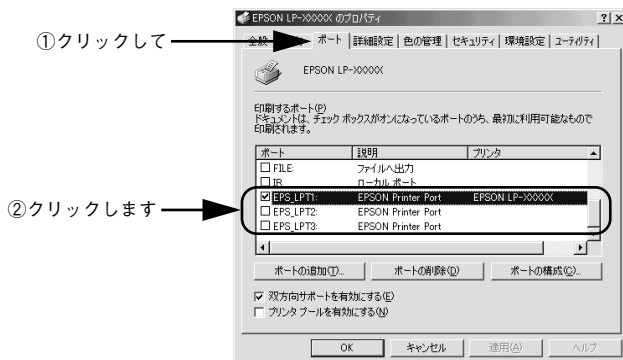 EPSON LP-XXXXX のプロパティ
①クリックして
全般 ポート 詳細設定 色の管理 セキュリティ 環境設定 ユーティリティ
EPSON LP-XXXXX
印刷するポート(P)
ドキュメントは、チェック ボックスがオンになっているポートのうち、最初に利用可能なもので
印刷されます。
ポート 説明 プリンタ
FILE: ファイルへ出力
IR ローカル ポート
②クリックします
EPS_LPT1: EPSON Printer Port EPSON LP-XXXXX
EPS_LPT2: EPSON Printer Port
EPS_LPT3: EPSON Printer Port
ポートの追加(T)... ポートの削除(D) ポートの構成(C)...
双方向サポートを有効にする(E)
プリンタ プールを有効にする(N)
OK キャンセル 適用(A) ヘルプ